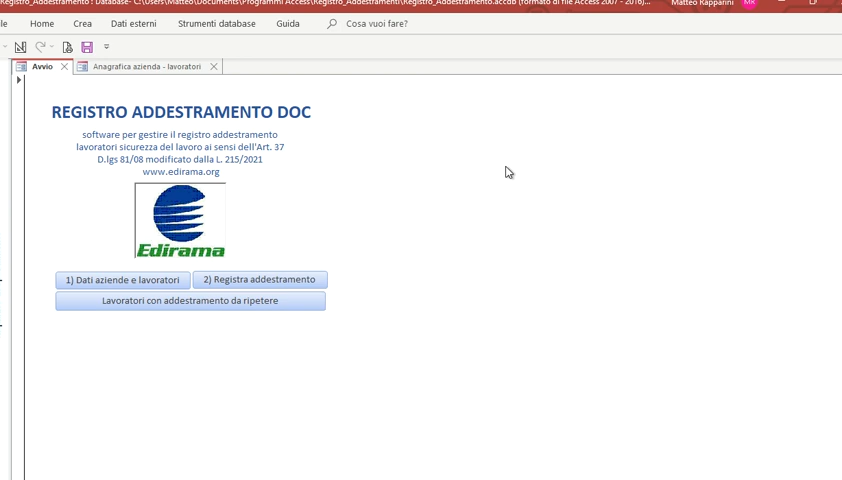 Registro_Addestramento : Database- C:\Users\Matteo\Documents\Programmi Access\Registro_Addestramenti\Registro_Addestramento.accdb (formato di file Access 2007 - 2016)...
Matteo Rapparini MR
le Home Crea Dati esterni Strumenti database Guida Cosa vuoi fare?
Avvio Anagrafica azienda - lavoratori
REGISTRO ADDESTRAMENTO DOC
software per gestire il registro addestramento
lavoratori sicurezza del lavoro ai sensi dell'Art. 37
D.lgs 81/08 modificato dalla L. 215/2021
www.edirama.org
Edirama
1) Dati aziende e lavoratori 2) Registra addestramento
Lavoratori con addestramento da ripetere